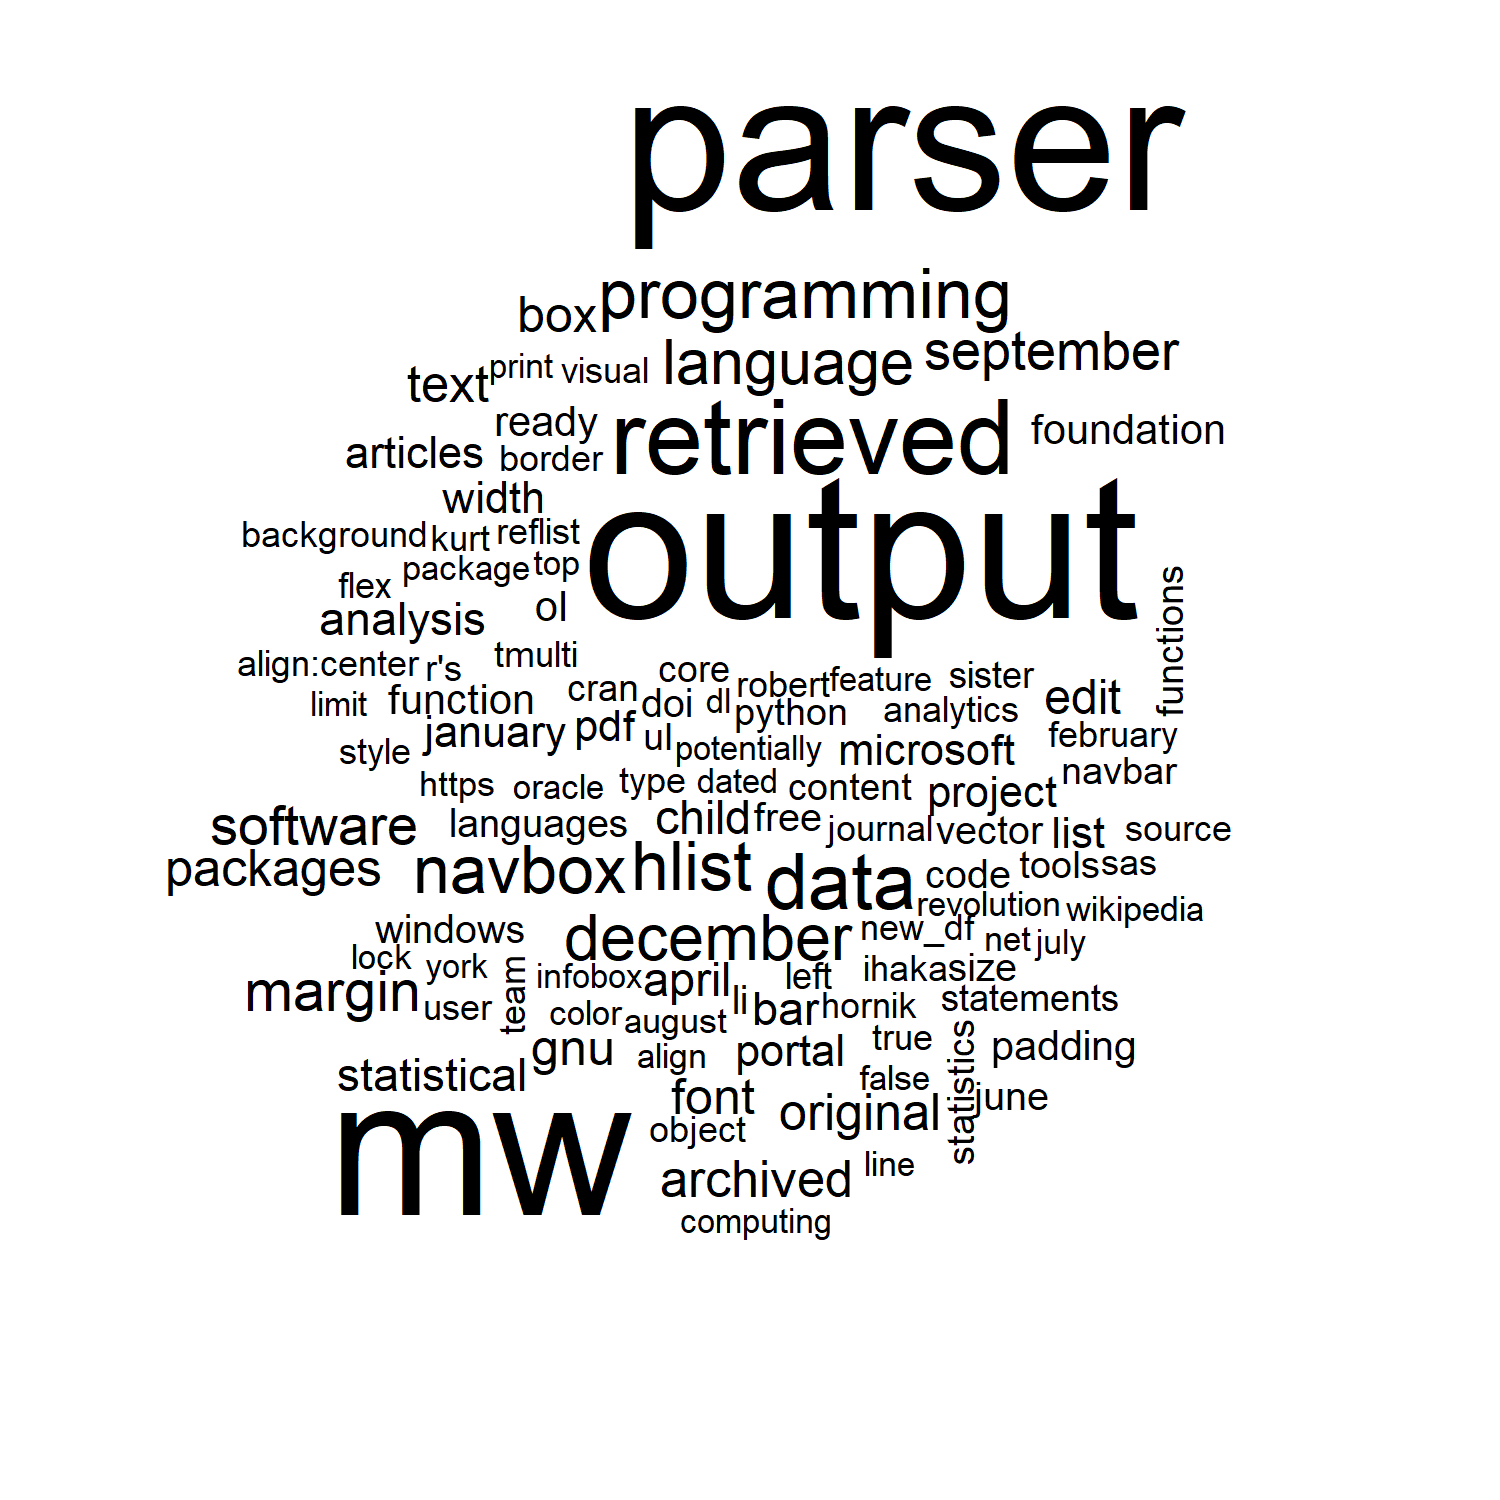 parser
programming
box
september
language
print
visual
text
retrieved
ready
foundation
articles
border
width
output
background
kurt
reflist
package
top
flex
functions
analysis
ol
align:center
r's
tmulti
core
robert
feature
sister
limit
function
cran
doi
dl
python
analytics
edit
january
pdf
ul
february
style
potentially
microsoft
navbar
https
oracle
type
dated
content
project
software
languages
child
free
journal
vector
list
source
packages
navbox
hlist
data
code
tools
sas
revolution
wikipedia
windows
december
new_df
net
july
lock
york
team
infobox
april
left
ihaka
size
margin
user
color
august
li
bar
hornik
statements
gnu
align
portal
true
statistics
padding
statistical
false
june
mw
font
original
object
archived
line
computing